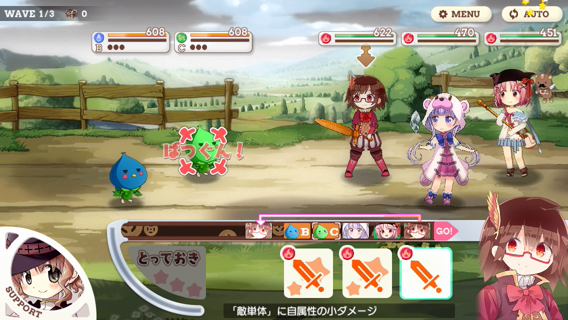 WAVE 1/3 0
MENU
AUTO
608
B
608
C
622
470
451
ばつぐん!
B C GO!
とっておき
SUPPORT
「敵単体」に自属性の小ダメージ